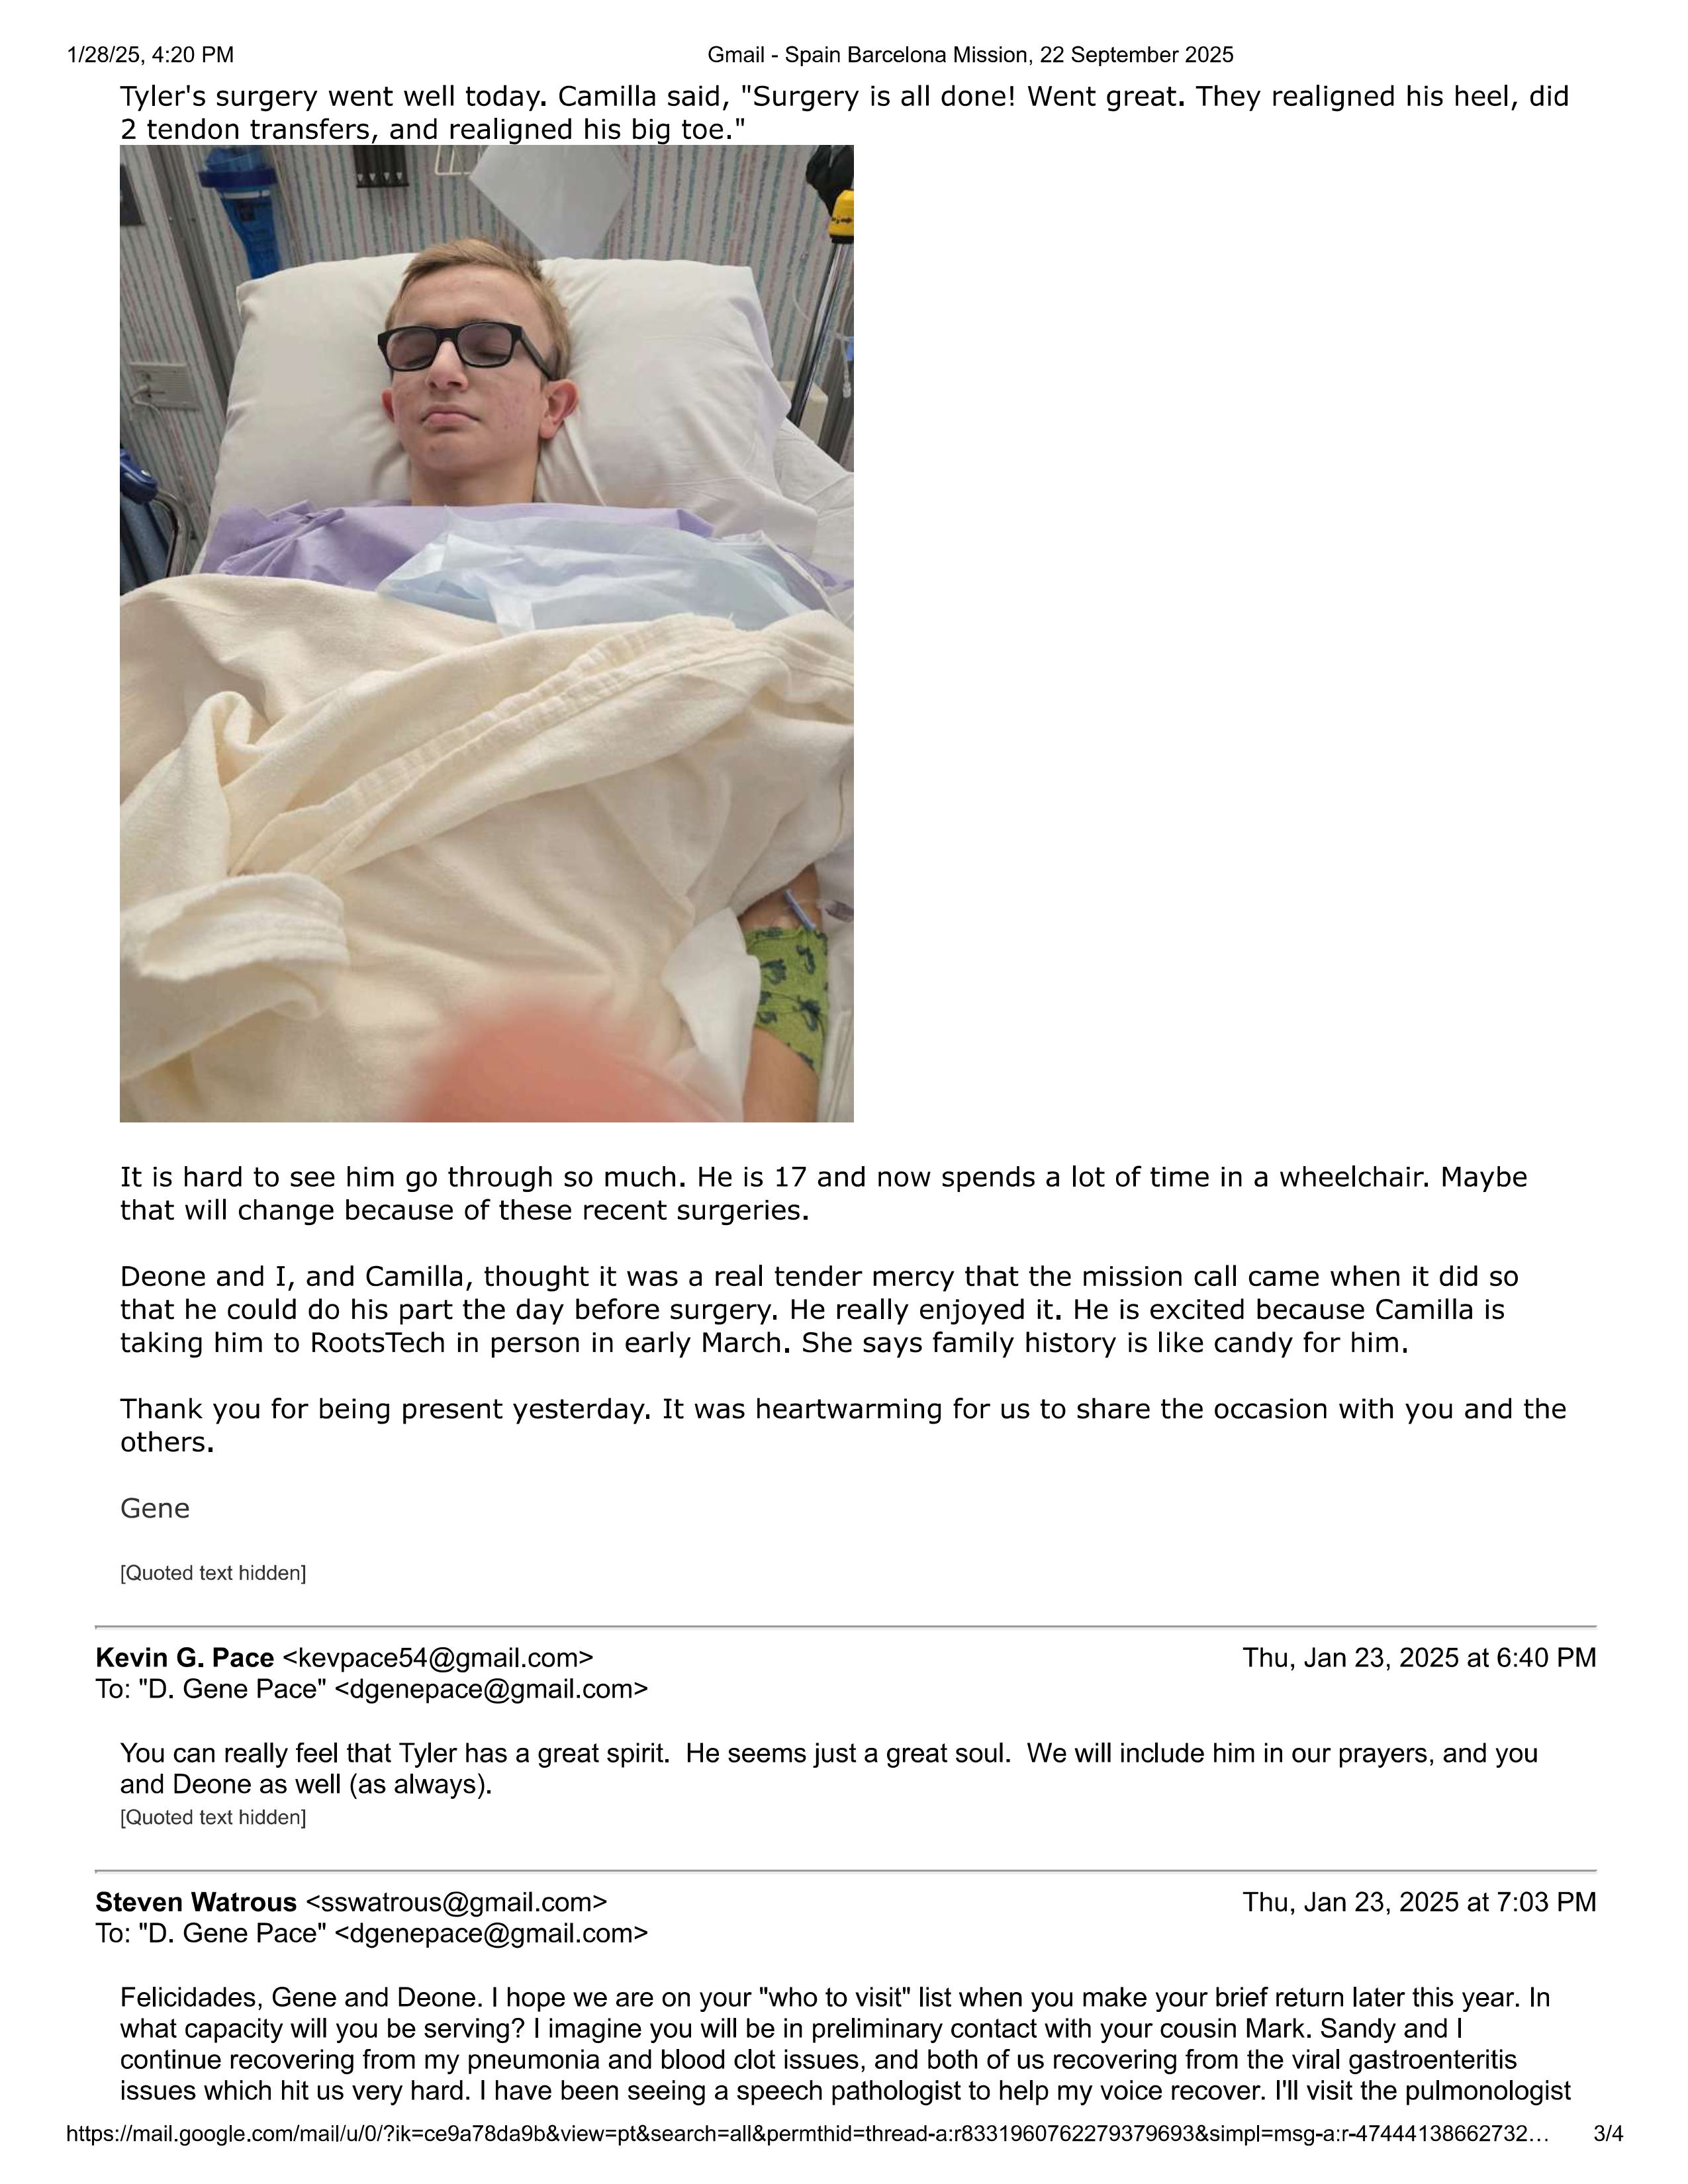 1/28/25, 4:20 PM
Gmail - Spain Barcelona Mission, 22 September 2025
Tyler's surgery went well today. Camilla said, "Surgery is all done! Went great. They realigned his heel, did
2 tendon transfers, and realigned his big toe."
It is hard to see him go through so much. He is 17 and now spends a lot of time in a wheelchair. Maybe
that will change because of these recent surgeries.
Deone and I, and Camilla, thought it was a real tender mercy that the mission call came when it did so
that he could do his part the day before surgery. He really enjoyed it. He is excited because Camilla is
taking him to RootsTech in person in early March. She says family history is like candy for him.
Thank you for being present yesterday. It was heartwarming for us to share the occasion with you and the
others.
Gene
[Quoted text hidden]
Kevin G. Pace <kevpace54@gmail.com>
Thu, Jan 23, 2025 at 6:40 PM
To: "D. Gene Pace" <dgenepace@gmail.com>
You can really feel that Tyler has a great spirit.  He seems just a great soul.  We will include him in our prayers, and you
and Deone as well (as always).
[Quoted text hidden]
Steven Watrous <sswatrous@gmail.com>
Thu, Jan 23, 2025 at 7:03 PM
To: "D. Gene Pace" <dgenepace@gmail.com>
Felicidades, Gene and Deone. I hope we are on your "who to visit" list when you make your brief return later this year. In
what capacity will you be serving? I imagine you will be in preliminary contact with your cousin Mark. Sandy and I
continue recovering from my pneumonia and blood clot issues, and both of us recovering from the viral gastroenteritis
issues which hit us very hard. I have been seeing a speech pathologist to help my voice recover. I'll visit the pulmonologist
https://mail.google.com/mail/u/0/?ik=ce9a78da9b&view=pt&search=all&permthid=thread-a:r8331960762279379693&simpl=msg-a:r-47444138662732…
3/4